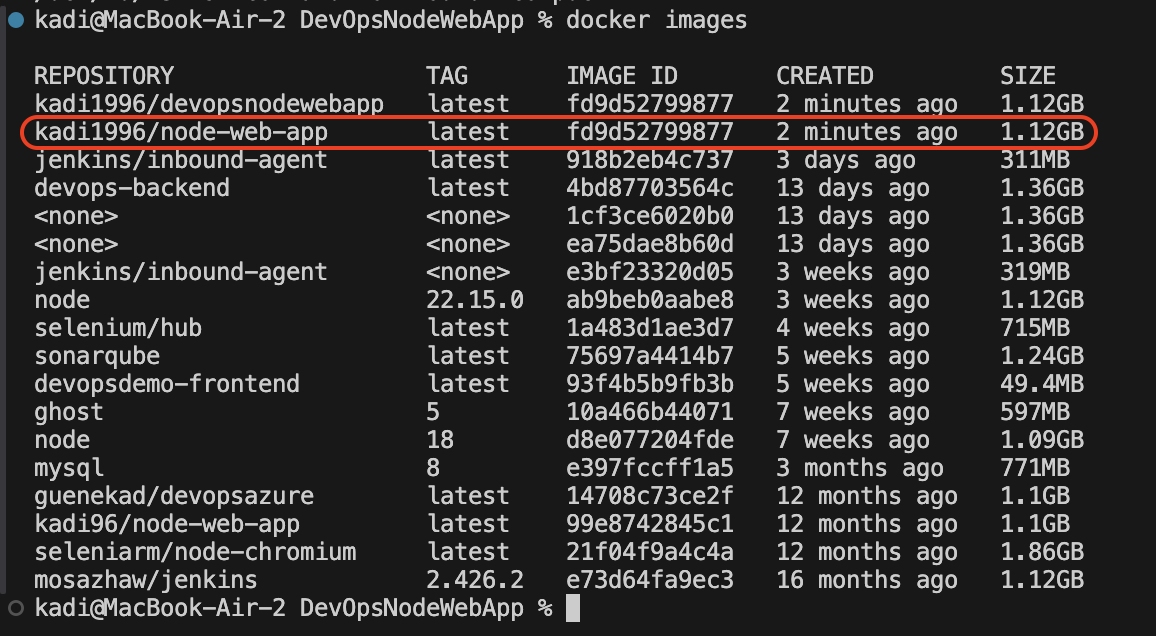 kadi@MacBook-Air-2 DevOpsNodeWebApp % docker images
REPOSITORY TAG IMAGE ID CREATED SIZE
kadi1996/devopsnodewebapp latest fd9d52799877 2 minutes ago 1.12GB
kadi1996/node-web-app latest fd9d52799877 2 minutes ago 1.12GB
jenkins/inbound-agent latest 918b2eb4c737 3 days ago 311MB
devops-backend latest 4bd87703564c 13 days ago 1.36GB
<none> <none> 1cf3ce6020b0 13 days ago 1.36GB
<none> <none> ea75dae8b60d 13 days ago 1.36GB
jenkins/inbound-agent <none> e3bf23320d05 3 weeks ago 319MB
node 22.15.0 ab9beb0aabe8 3 weeks ago 1.12GB
selenium/hub latest 1a483d1ae3d7 4 weeks ago 715MB
sonarqube latest 75697a4414b7 5 weeks ago 1.24GB
devopsdemo-frontend latest 93f4b5b9fb3b 5 weeks ago 49.4MB
ghost 5 10a466b44071 7 weeks ago 597MB
node 18 d8e077204fde 7 weeks ago 1.09GB
mysql 8 e397fccff1a5 3 months ago 771MB
guenekad/devopsazure latest 14708c73ce2f 12 months ago 1.1GB
kadi96/node-web-app latest 99e8742845c1 12 months ago 1.1GB
seleniarm/node-chromium latest 21f04f9a4c4a 12 months ago 1.86GB
mosazhaw/jenkins 2.426.2 e73d64fa9ec3 16 months ago 1.12GB
kadi@MacBook-Air-2 DevOpsNodeWebApp %